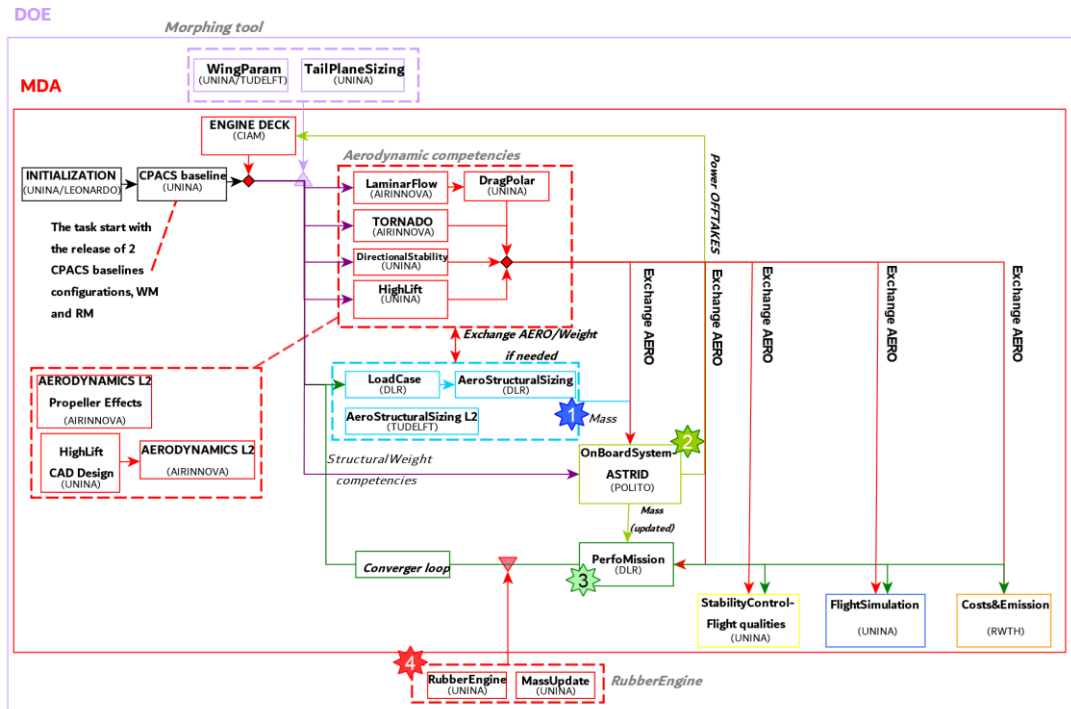 DOE
Morphing tool
WingParam
(UNINA/TUDELFT)
TailPlaneSizing
(UNINA)
MDA
ENGINE DECK
(CIAM)
INITIALIZATION
(UNINA/LEONARDO)
CPACS baseline
(UNINA)
The task start with
the release of 2
CPACS baselines
configurations, WM
and RM
Aerodynamic competencies
LaminarFlow
(AIRINNOVA)
DragPolar
(UNINA)
TORNADO
(AIRINNOVA)
DirectionalStability
(UNINA)
HighLift
(UNINA)
Power OFFTAKES
Exchange AERO
Exchange AERO
Exchange AERO
Exchange AERO
Exchange AERO
Exchange AERO/Weight
if needed
AERODYNAMICS L2
Propeller Effects
(AIRINNOVA)
HighLift
CAD Design
(UNINA)
AERODYNAMICS L2
(AIRINNOVA)
LoadCase
(DLR)
AeroStructuralSizing
(DLR)
AeroStructuralSizing L2
(TUDELFT)
1
Mass
StructuralWeight
competencies
2
OnBoardSystem-
ASTRID
(POLITO)
Mass
(updated)
Converger loop
PerfoMission
(DLR)
3
StabilityControl-
Flight qualities
(UNINA)
FlightSimulation
(UNINA)
Costs&Emission
(RWTH)
4
RubberEngine
(UNINA)
MassUpdate
(UNINA)
RubberEngine